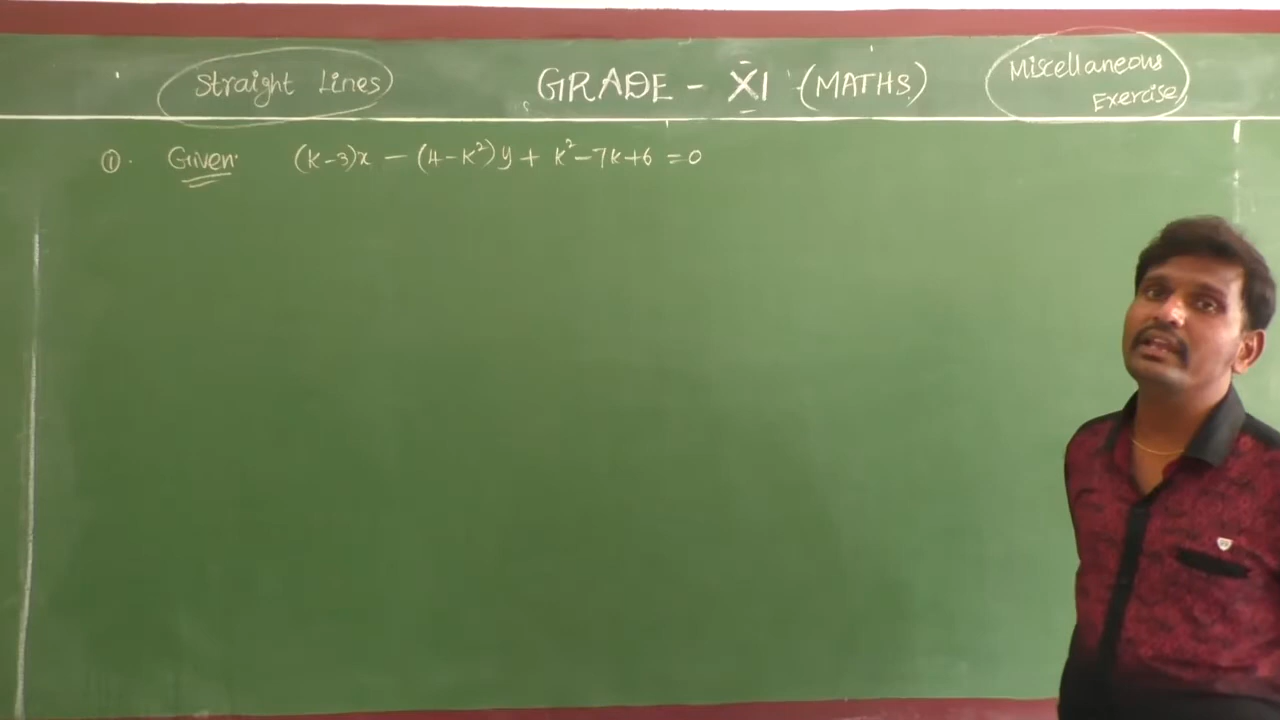 Straight Lines
GRADE - XI (MATHS)
Miscellaneous
Exercise
①. Given: (k-3)x - (4-k²)y + k²-7k+6 = 0